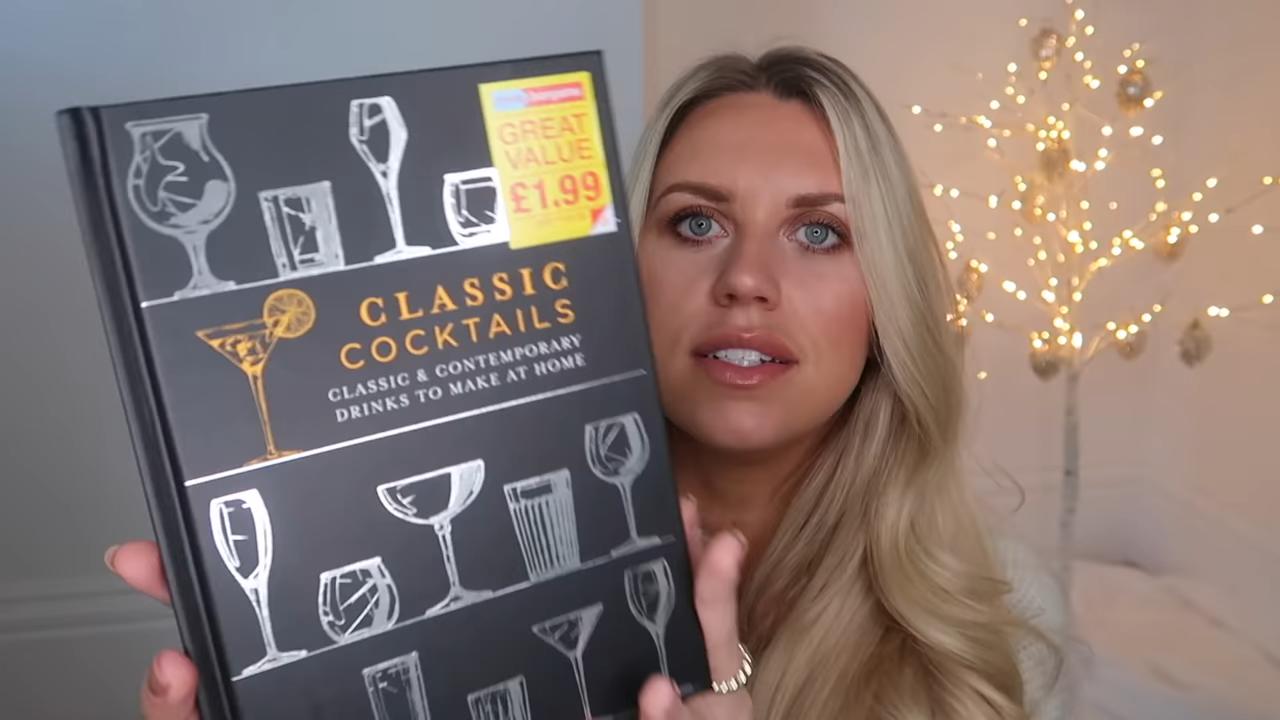 GREAT
VALUE
£1.99
CLASSIC
COCKTAILS
CLASSIC & CONTEMPORARY
DRINKS TO MAKE AT HOME